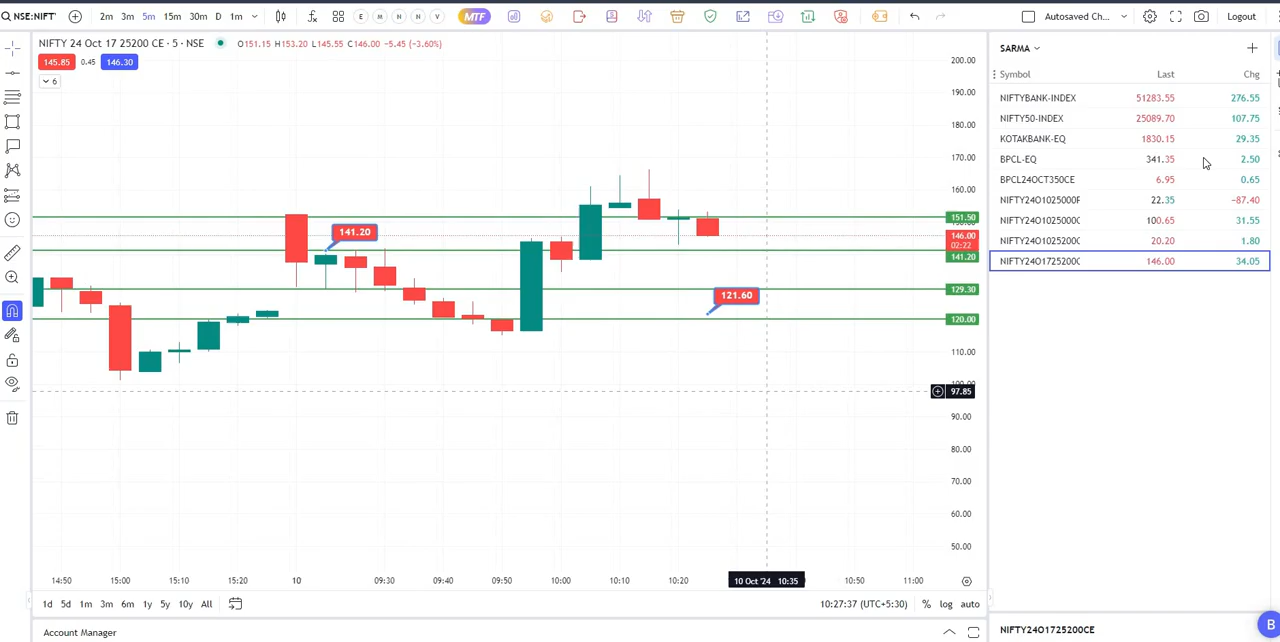 NSE:NIFT 2m 3m 5m 15m 30m D 1m E M N N V MTF Autosaved Ch... Logout
NIFTY 24 Oct 17 25200 CE · 5 · NSE O151.15 H153.20 L145.55 C146.00 -5.45 (-3.60%)
145.85 0.45 146.30
6
200.00
190.00
180.00
170.00
160.00
151.50
146.00
02:22
141.20
141.20
129.30
121.60
120.00
110.00
97.85
90.00
80.00
70.00
60.00
50.00
14:50 15:00 15:10 15:20 10 09:30 09:40 09:50 10:00 10:10 10:20 10 Oct '24 10:35 10:50 11:00
1d 5d 1m 3m 6m 1y 5y 10y All 10:27:37 (UTC+5:30) % log auto
Account Manager
SARMA
Symbol Last Chg
NIFTYBANK-INDEX 51283.55 276.55
NIFTY50-INDEX 25089.70 107.75
KOTAKBANK-EQ 1830.15 29.35
BPCL-EQ 341.35 2.50
BPCL24OCT350CE 6.95 0.65
NIFTY24O1025000P 22.35 -87.40
NIFTY24O1025000C 100.65 31.55
NIFTY24O1025200C 20.20 1.80
NIFTY24O1725200C 146.00 34.05
NIFTY24O1725200CE
B